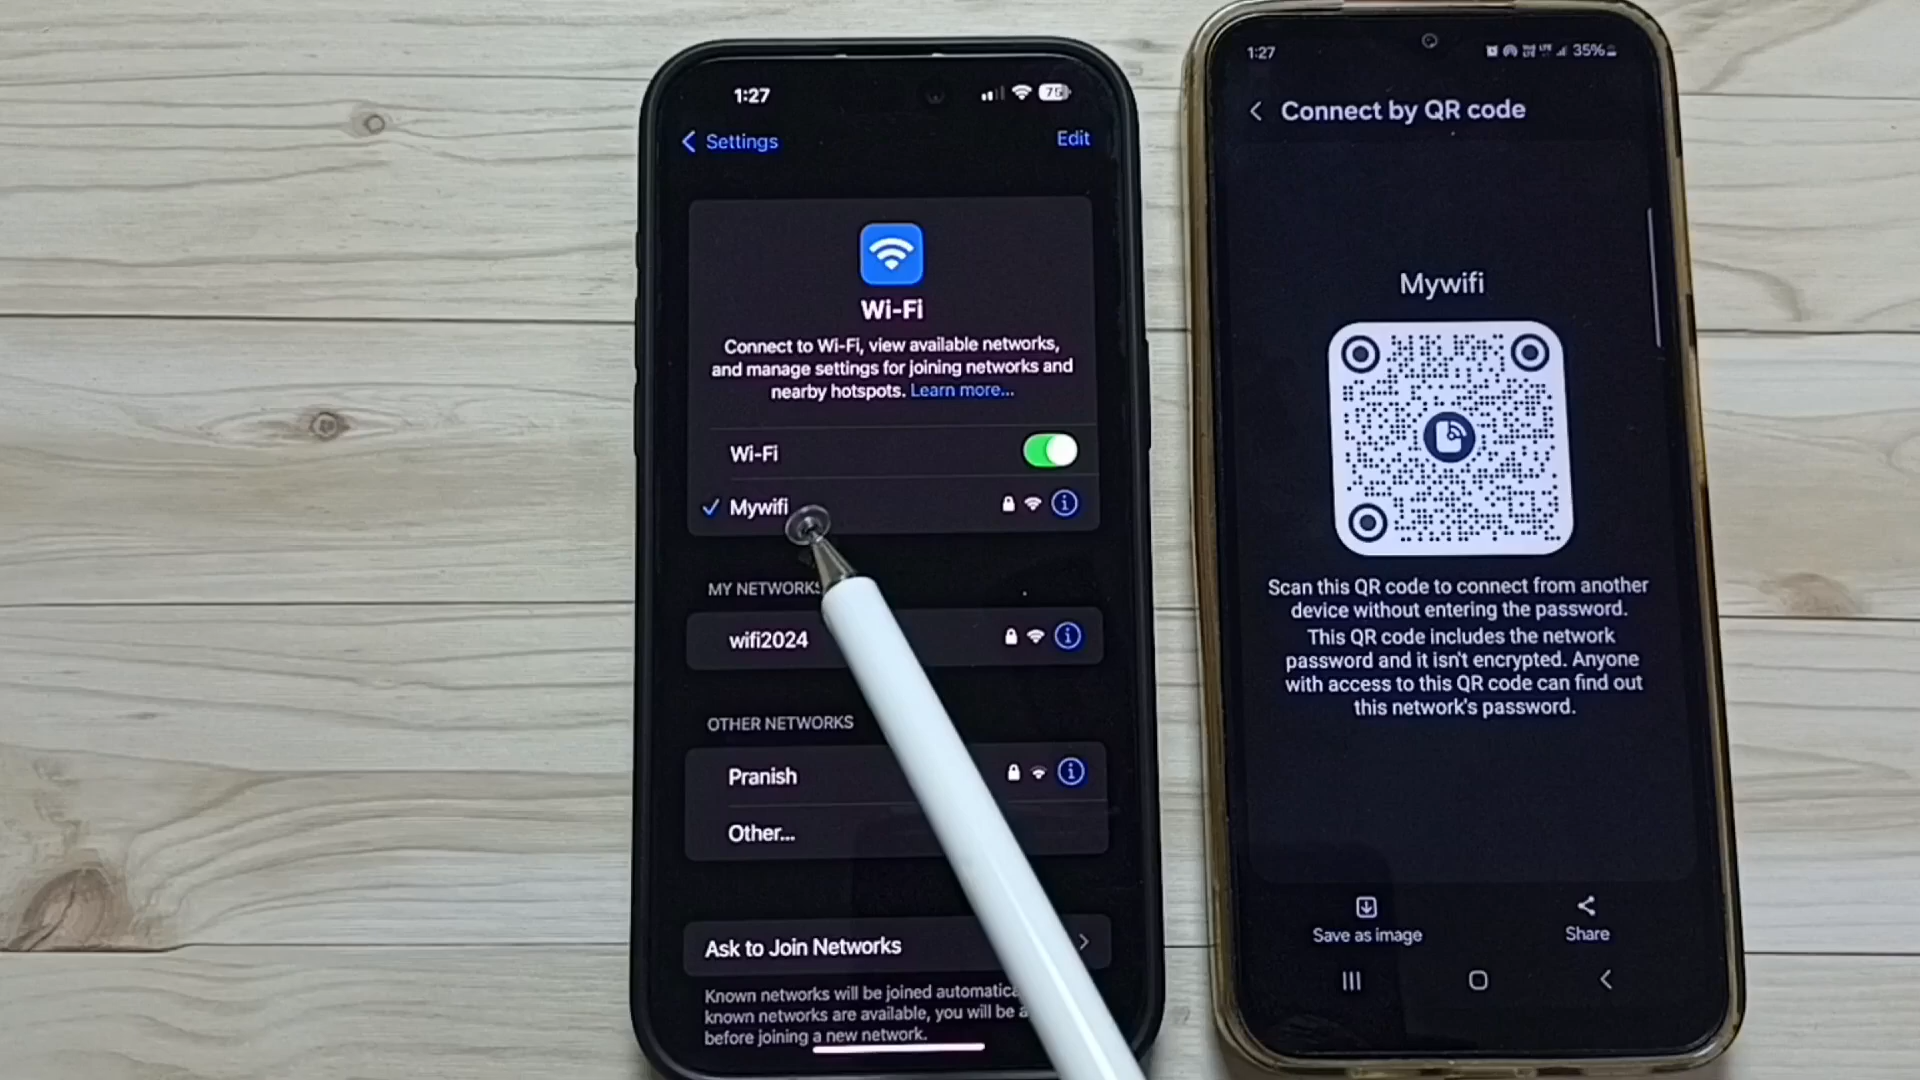 1:27
Settings
Edit
Wi-Fi
Connect to Wi-Fi, view available networks,
and manage settings for joining networks and
nearby hotspots. Learn more...
Wi-Fi
Mywifi
MY NETWORKS
wifi2024
OTHER NETWORKS
Pranish
Other...
Ask to Join Networks
Known networks will be joined
known networks are available, you will be
before joining a new network.
1:27
35%
Connect by QR code
Mywifi
Scan this QR code to connect from another
device without entering the password.
This QR code includes the network
password and it isn't encrypted. Anyone
with access to this QR code can find out
this network's password.
Save as image
Share